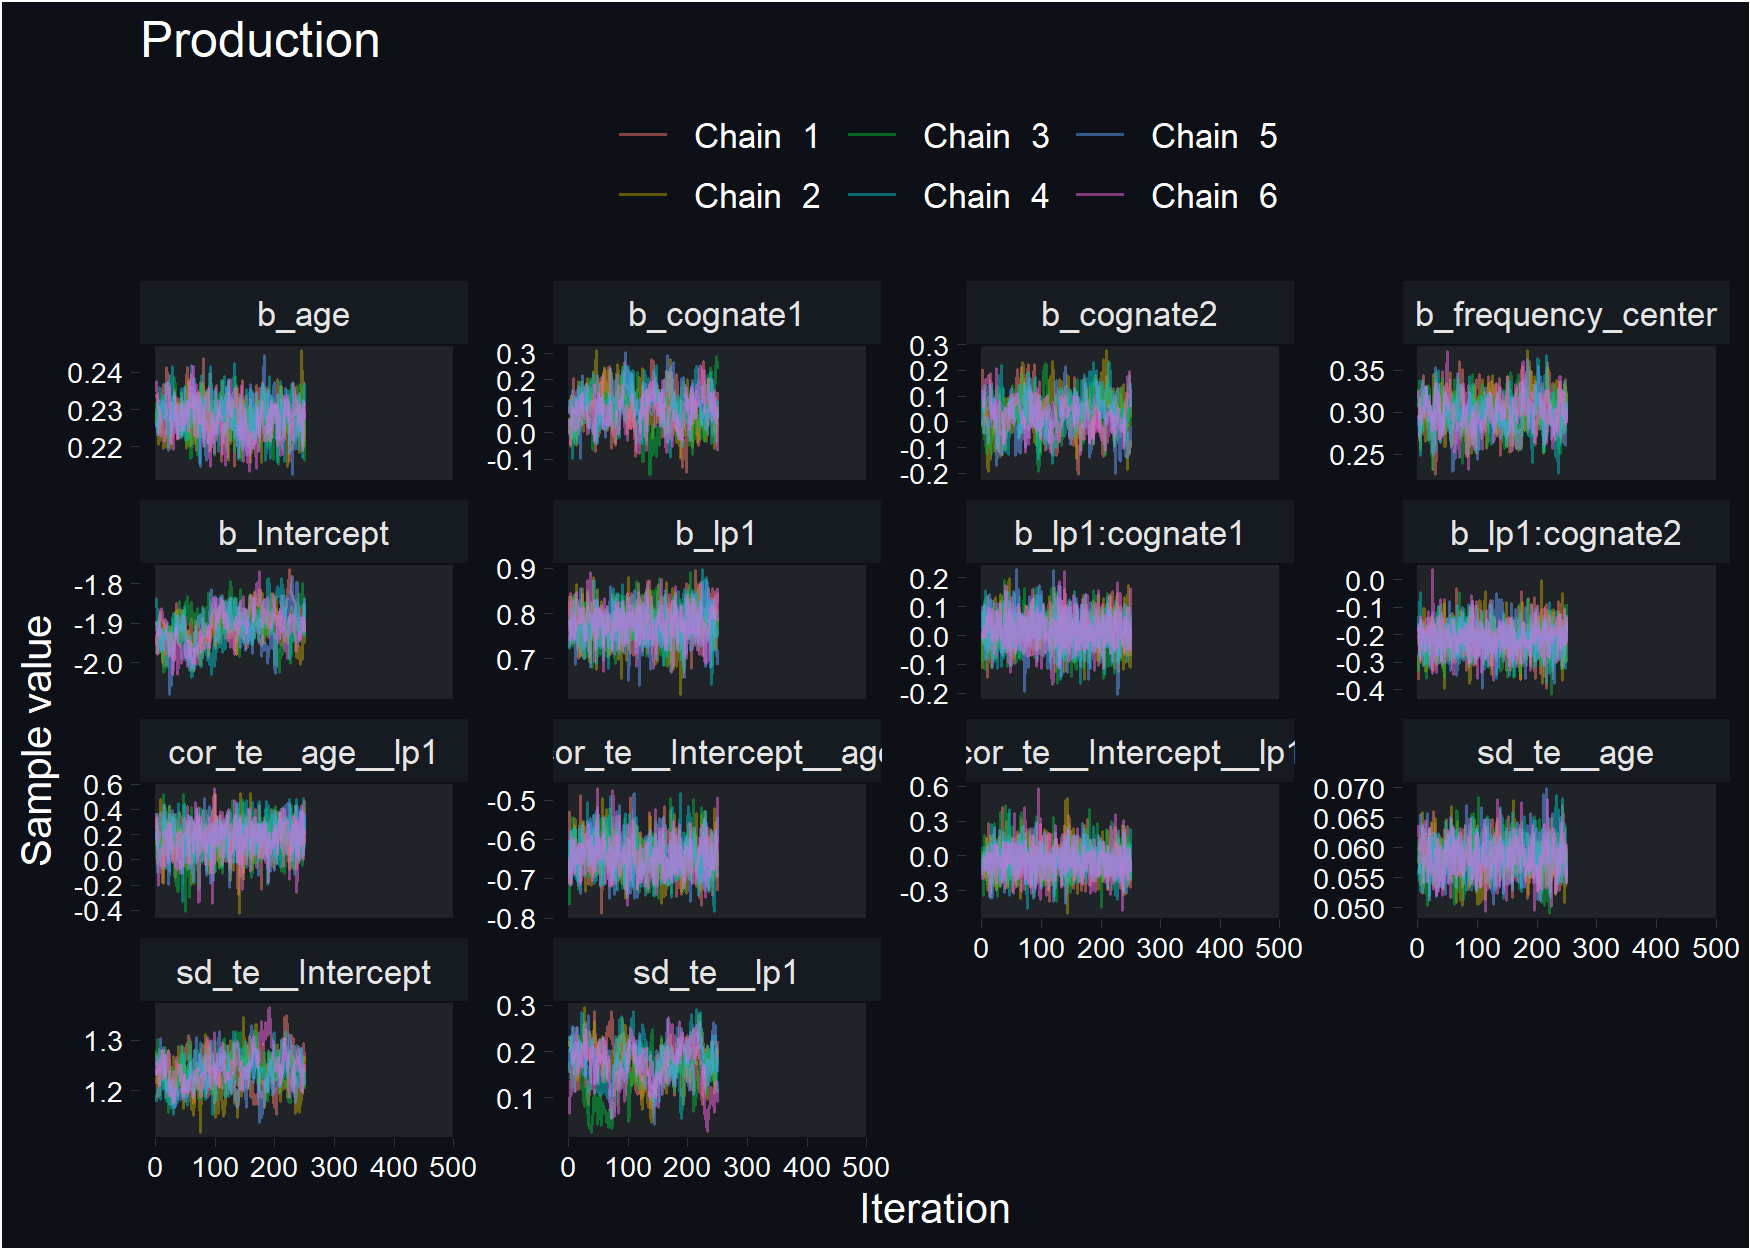 Production
Chain 1 Chain 3 Chain 5
Chain 2 Chain 4 Chain 6
b_age b_cognate1 b_cognate2 b_frequency_center
0.24 0.23 0.22
0.3 0.2 0.1 0.0 -0.1
0.3 0.2 0.1 0.0 -0.1 -0.2
0.35 0.30 0.25
b_Intercept b_lp1 b_lp1:cognate1 b_lp1:cognate2
-1.8 -1.9 -2.0
0.9 0.8 0.7
0.2 0.1 0.0 -0.1 -0.2
0.0 -0.1 -0.2 -0.3 -0.4
Sample value
cor_te__age__lp1 or_te__Intercept__age cor_te__Intercept__lp1 sd_te__age
0.6 0.4 0.2 0.0 -0.2 -0.4
-0.5 -0.6 -0.7 -0.8
0.6 0.3 0.0 -0.3
0.070 0.065 0.060 0.055 0.050
0 100 200 300 400 500
0 100 200 300 400 500
sd_te__Intercept sd_te__lp1
1.3 1.2
0.3 0.2 0.1
0 100 200 300 400 500
0 100 200 300 400 500
Iteration